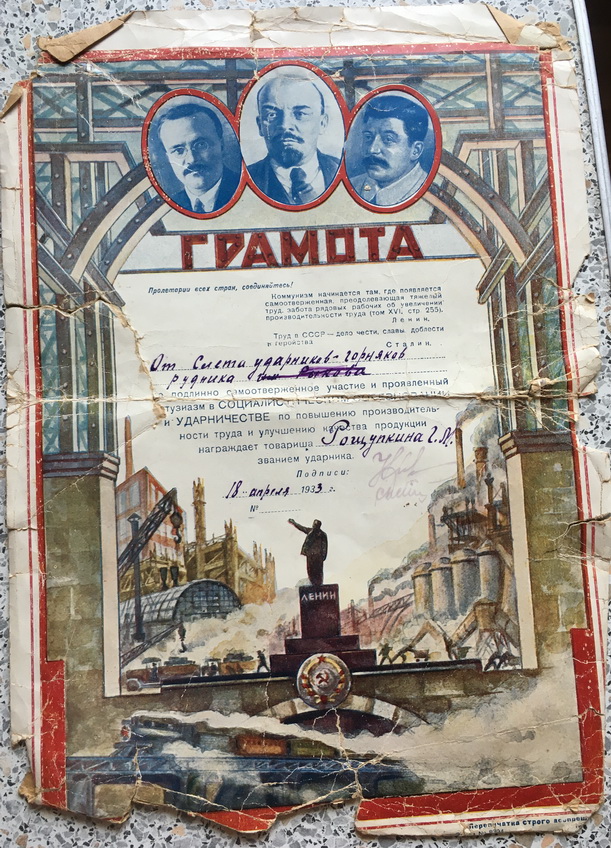 ГРАМОТА
Пролетарии всех стран, соединяйтесь!
Коммунизм начинается там, где появляется
самоотверженная, преодолевающая тяжелый
труд, забота рядовых рабочих об увеличении
производительности труда (том XVI, стр. 255).
Ленин.
Труд в СССР—дело чести, славы доблести
и геройства
Сталин.
От Слета ударников-горняков
рудника
подлинно самоотверженное участие и проявленный
тузиазм в
и УДАРНИЧЕСТВЕ по повышению производитель-
ности труда и улучшению качества продукции
награждает товарища Рощупкина Г.М.
званием ударника.
Подписи:
18 апреля 1933 г.
№
ЛЕНИН
Перепечатка строго